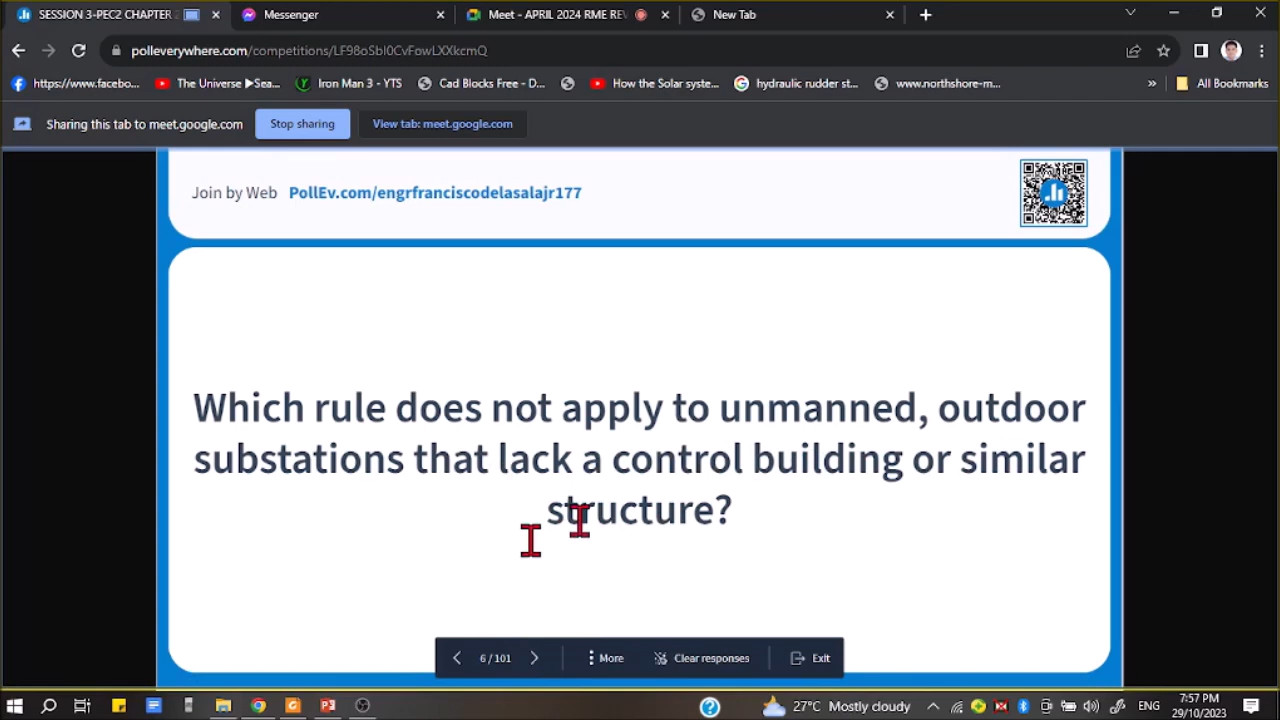 SESSION 3-PEC2 CHAPTER 2
Messenger
Meet - APRIL 2024 RME REV
New Tab
polleverywhere.com/competitions/LF98oSbI0CvFowLXXkcmQ
https://www.facebo...
The Universe ▶Sea...
Iron Man 3 - YTS
Cad Blocks Free - D...
How the Solar syste...
hydraulic rudder st...
www.northshore-m...
»
All Bookmarks
Sharing this tab to meet.google.com
Stop sharing
View tab: meet.google.com
Join by Web PollEv.com/engrfranciscodelasalajr177
Which rule does not apply to unmanned, outdoor
substations that lack a control building or similar
structure?
6 / 101
More
Clear responses
Exit
27°C Mostly cloudy
ENG
7:57 PM
29/10/2023